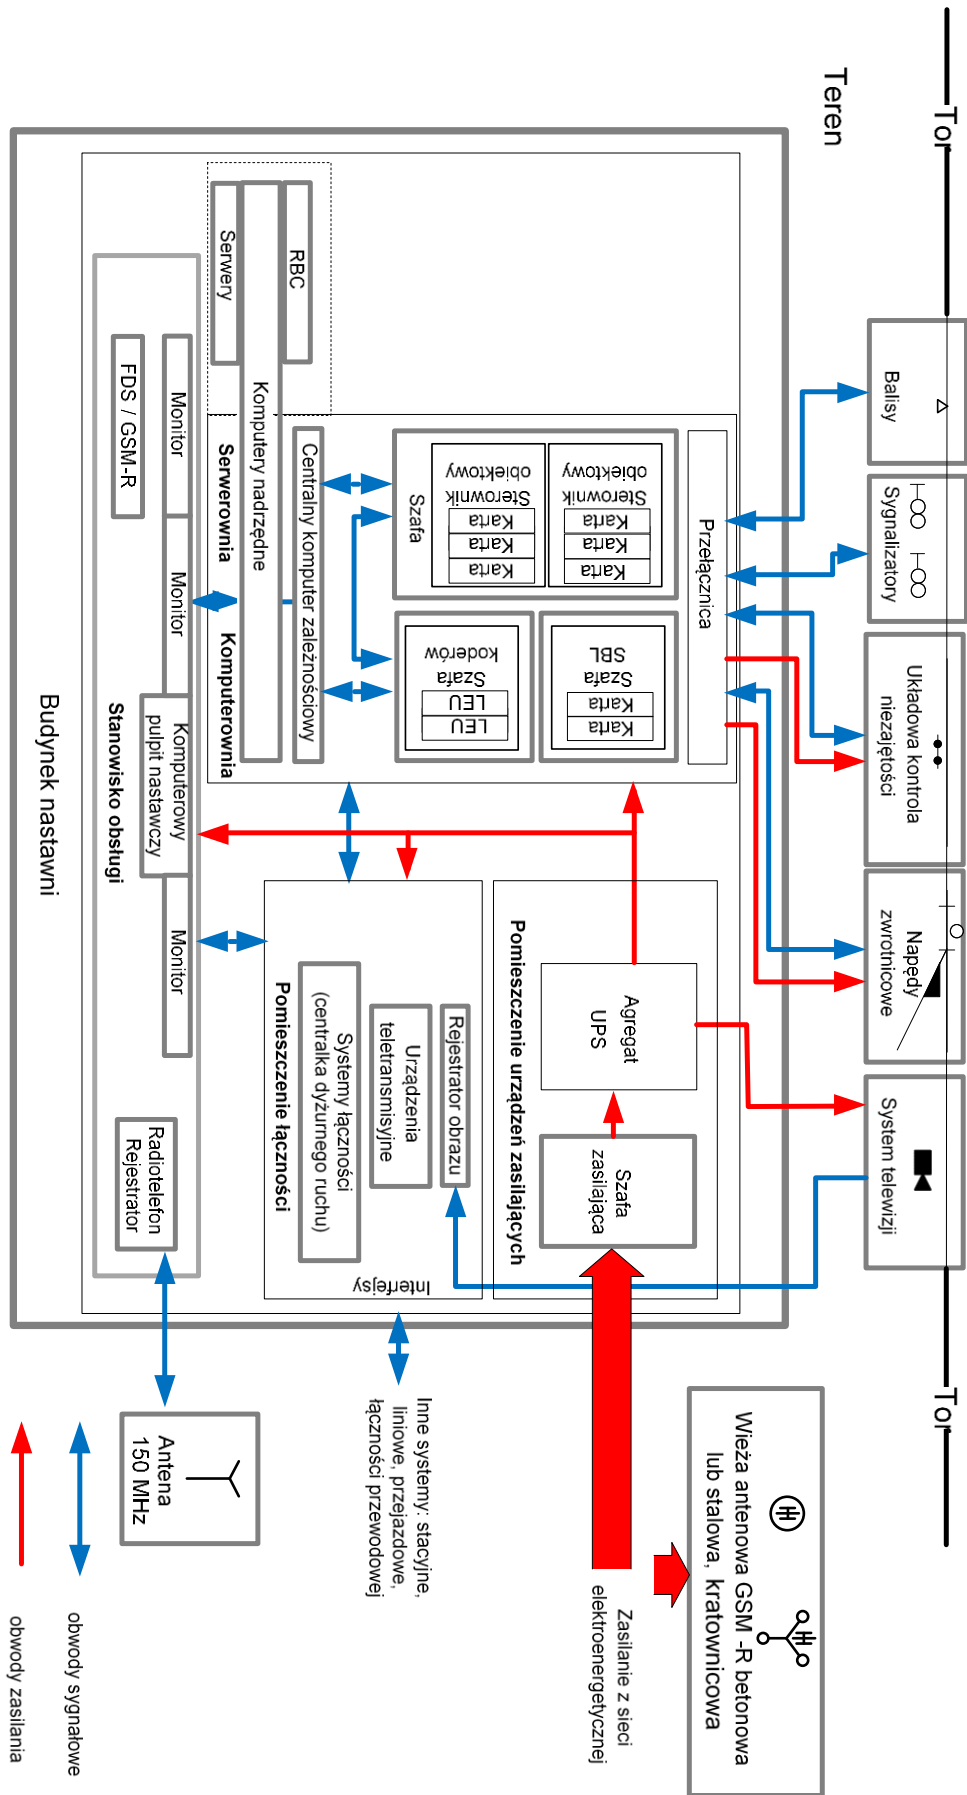 Tor
Tor
Teren
Balisy
Sygnalizatory
Układowa kontrola
niezajętości
Napędy
zwrotnicowe
System telewizji
Przełącznica
Sterownik
obiektowy
Karta
Karta
Karta
Sterownik
obiektowy
Karta
Karta
Karta
Szafa
Szafa
SBL
Karta
Karta
Szafa
koderów
LEU
LEU
Centralny komputer zależnościowy
Serwerownia
Komputerownia
RBC
Komputery nadrzędne
Serwery
Agregat
UPS
Szafa
zasilająca
Pomieszczenie urządzeń zasilających
Rejestrator obrazu
Urządzenia
teletransmisyjne
Systemy łączności
(centralka dyżurnego ruchu)
Pomieszczenie łączności
Interfejsy
Monitor
Monitor
Komputerowy
pulpit nastawczy
Monitor
FDS / GSM-R
Stanowisko obsługi
Radiotelefon
Rejestrator
Budynek nastawni
Wieża antenowa GSM -R betonowa
lub stalowa, kratownicowa
Zasilanie z sieci
elektroenergetycznej
Inne systemy: stacyjne,
liniowe, przejazdowe,
łączności przewodowej
Antena
150 MHz
obwody sygnałowe
obwody zasilania